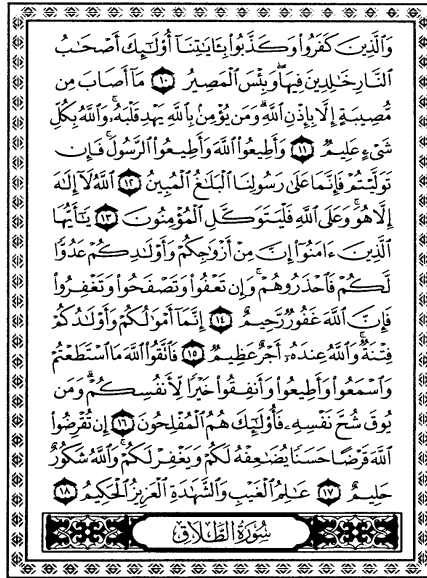 وَٱلَّذِينَ كَفَرُوا۟ وَكَذَّبُوا۟ بِـَٔايَـٰتِنَآ أُو۟لَـٰٓئِكَ أَصْحَـٰبُ
ٱلنَّارِ خَـٰلِدِينَ فِيهَا ۖ وَبِئْسَ ٱلْمَصِيرُ ١٠ مَآ أَصَابَ مِن
مُّصِيبَةٍ إِلَّا بِإِذْنِ ٱللَّهِ ۗ وَمَن يُؤْمِنۢ بِٱللَّهِ يَهْدِ قَلْبَهُۥ ۚ وَٱللَّهُ بِكُلِّ
شَىْءٍ عَلِيمٌ ١١ وَأَطِيعُوا۟ ٱللَّهَ وَأَطِيعُوا۟ ٱلرَّسُولَ ۚ فَإِن
تَوَلَّيْتُمْ فَإِنَّمَا عَلَىٰ رَسُولِنَا ٱلْبَلَـٰغُ ٱلْمُبِينُ ١٢ ٱللَّهُ لَآ إِلَـٰهَ
إِلَّا هُوَ ۚ وَعَلَى ٱللَّهِ فَلْيَتَوَكَّلِ ٱلْمُؤْمِنُونَ ١٣ يَـٰٓأَيُّهَا
ٱلَّذِينَ ءَامَنُوٓا۟ إِنَّ مِنْ أَزْوَٰجِكُمْ وَأَوْلَـٰدِكُمْ عَدُوًّا
لَّكُمْ فَٱحْذَرُوهُمْ ۚ وَإِن تَعْفُوا۟ وَتَصْفَحُوا۟ وَتَغْفِرُوا۟
فَإِنَّ ٱللَّهَ غَفُورٌ رَّحِيمٌ ١٤ إِنَّمَآ أَمْوَٰلُكُمْ وَأَوْلَـٰدُكُمْ
فِتْنَةٌ ۚ وَٱللَّهُ عِندَهُۥٓ أَجْرٌ عَظِيمٌ ١٥ فَٱتَّقُوا۟ ٱللَّهَ مَا ٱسْتَطَعْتُمْ
وَٱسْمَعُوا۟ وَأَطِيعُوا۟ وَأَنفِقُوا۟ خَيْرًا لِّأَنفُسِكُمْ ۗ وَمَن
يُوقَ شُحَّ نَفْسِهِۦ فَأُو۟لَـٰٓئِكَ هُمُ ٱلْمُفْلِحُونَ ١٦ إِن تُقْرِضُوا۟
ٱللَّهَ قَرْضًا حَسَنًا يُضَـٰعِفْهُ لَكُمْ وَيَغْفِرْ لَكُمْ ۚ وَٱللَّهُ شَكُورٌ
حَلِيمٌ ١٧ عَـٰلِمُ ٱلْغَيْبِ وَٱلشَّهَـٰدَةِ ٱلْعَزِيزُ ٱلْحَكِيمُ ١٨
سُورَةُ ٱلطَّلَاقِ